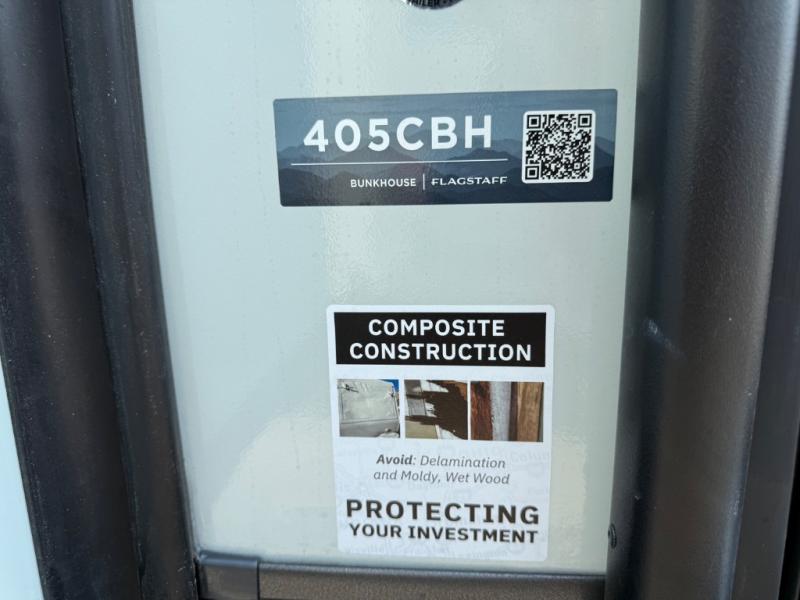 405CBH
BUNKHOUSE | FLAGSTAFF
COMPOSITE
CONSTRUCTION
Avoid: Delamination
and Moldy, Wet Wood
PROTECTING
YOUR INVESTMENT